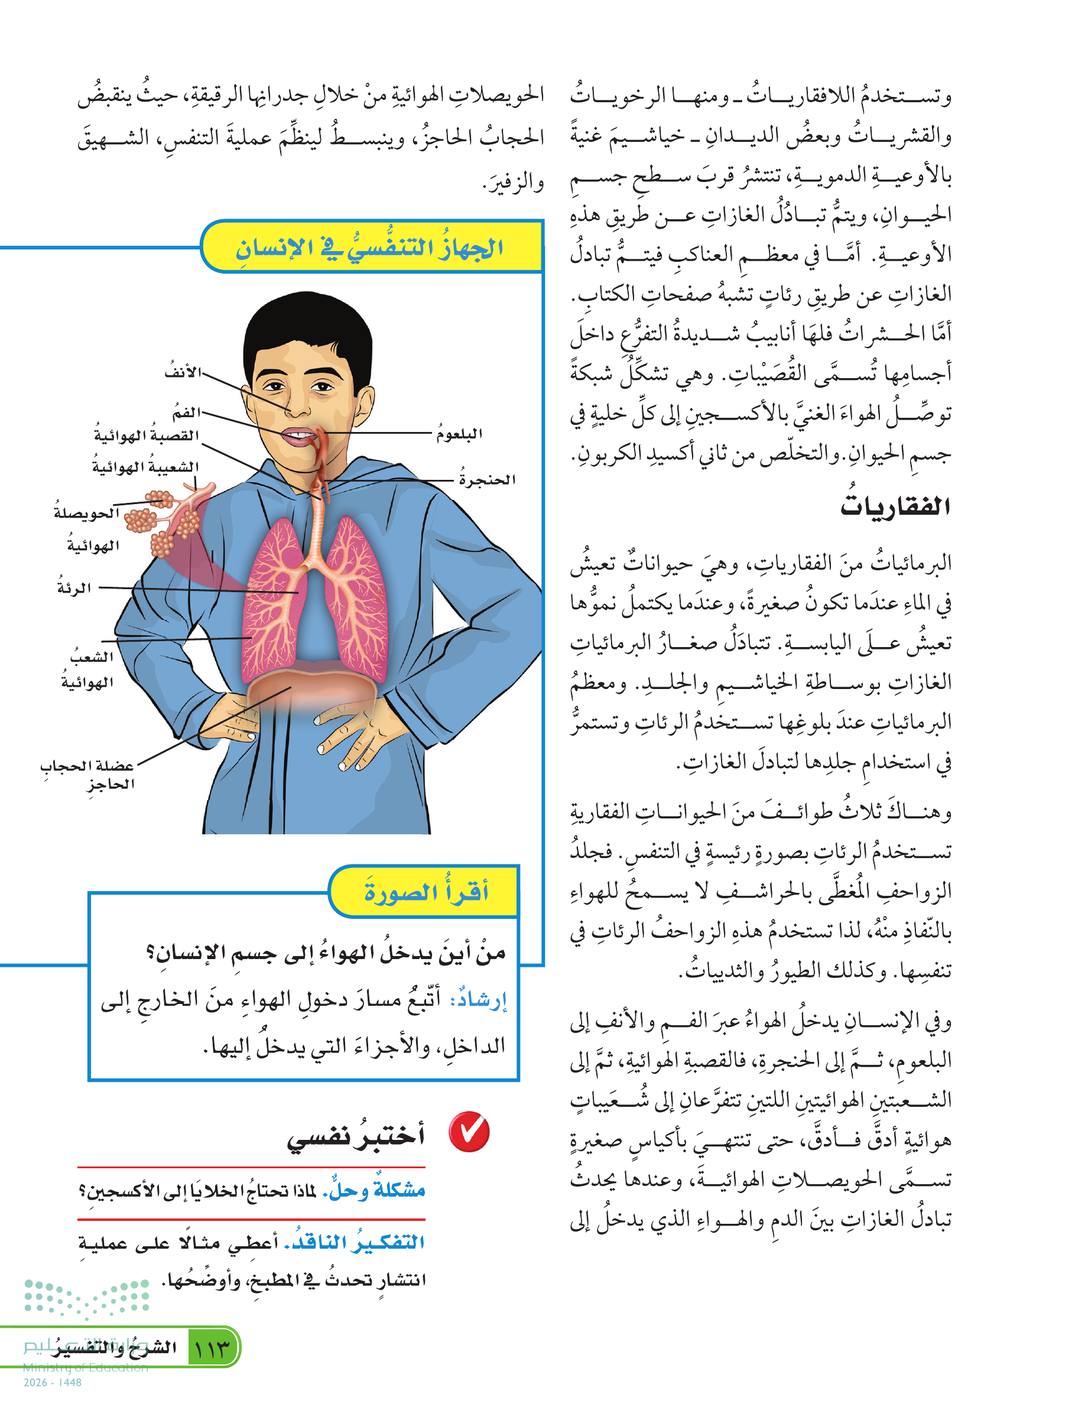 وتستخدمُ اللافقارياتُ - ومنها الرخوياتُ
والقشرياتُ وبعضُ الديدانِ - خياشيمَ غنيةً
بالأوعيةِ الدمويةِ، تنتشرُ قربَ سطحِ جسمِ
الحيوانِ، ويتمُّ تبادُلُ الغازاتِ عن طريقِ هذهِ
الأوعيةِ. أمَّا في معظمِ العناكبِ فيتمُّ تبادلُ
الغازاتِ عن طريقِ رئاتٍ تشبهُ صفحاتِ الكتابِ.
أمَّا الحشراتُ فلهَا أنابيبُ شديدةُ التفرُّعِ داخلَ
أجسامِها تُسمَّى القُصَيْباتِ. وهي تشكِّلُ شبكةً
توصِّلُ الهواءَ الغنيَّ بالأكسجينِ إلى كلِّ خليةٍ في
جسمِ الحيوانِ.والتخلّص من ثاني أكسيدِ الكربونِ.
الفقارياتُ
البرمائياتُ منَ الفقارياتِ، وهيَ حيواناتٌ تعيشُ
في الماءِ عندَما تكونُ صغيرةً، وعندَما يكتملُ نموُّها
تعيشُ علَى اليابسةِ. تتبادَلُ صغارُ البرمائياتِ
الغازاتِ بوساطةِ الخياشيمِ والجلدِ. ومعظمُ
البرمائياتِ عندَ بلوغِها تستخدمُ الرئاتِ وتستمرُّ
في استخدامِ جلدِها لتبادلَ الغازاتِ.
وهناكَ ثلاثُ طوائفَ منَ الحيواناتِ الفقاريةِ
تستخدمُ الرئاتِ بصورةٍ رئيسةٍ في التنفسِ. فجلدُ
الزواحفِ المُغطَّى بالحراشفِ لا يسمحُ للهواءِ
بالنّفاذِ منْهُ، لذا تستخدمُ هذهِ الزواحفُ الرئاتِ في
تنفسِها. وكذلك الطيورُ والثديياتُ.
وفي الإنسانِ يدخلُ الهواءُ عبرَ الفمِ والأنفِ إلى
البلعومِ، ثمَّ إلى الحنجرةِ، فالقصبةِ الهوائيةِ، ثمَّ إلى
الشعبتينِ الهوائيتينِ اللتينِ تتفرَّعانِ إلى شُعَيباتٍ
هوائيةٍ أدقَّ فأدقَّ، حتى تنتهيَ بأكياسٍ صغيرةٍ
تسمَّى الحويصلاتِ الهوائيةَ، وعندها يحدثُ
تبادلُ الغازاتِ بينَ الدمِ والهواءِ الذي يدخلُ إلى
الحويصلاتِ الهوائيةِ منْ خلالِ جدرانِها الرقيقةِ، حيثُ ينقبضُ
الحجابُ الحاجزُ، وينبسطُ لينظِّمَ عمليةَ التنفسِ، الشهيقَ
والزفيرَ.
الجهازُ التنفُّسيُّ في الإنسانِ
الأنفُ
الفمُ
القصبةُ الهوائيةُ
الشعيبةُ الهوائيةُ
الحويصلةُ
الهوائيةُ
الرئةُ
الشعبُ
الهوائيةُ
عضلة الحجابِ
الحاجزِ
البلعومُ
الحنجرةُ
أقرأُ الصورةَ
منْ أينَ يدخلُ الهواءُ إلى جسمِ الإنسانِ؟
إرشادٌ: أتّبعُ مسارَ دخولِ الهواءِ منَ الخارجِ إلى
الداخلِ، والأجزاءَ التي يدخلُ إليها.
أختبرُ نفسي
مشكلةٌ وحلٌّ. لماذا تحتاجُ الخلايَا إلى الأكسجينِ؟
التفكيرُ الناقدُ. أعطي مثالًا على عمليةِ
انتشارٍ تحدثُ في المطبخِ، وأوضِّحُها.
وزارة التعليم
Ministry of Education
2026 - 1448
١١٣ الشرحُ والتفسيرُ